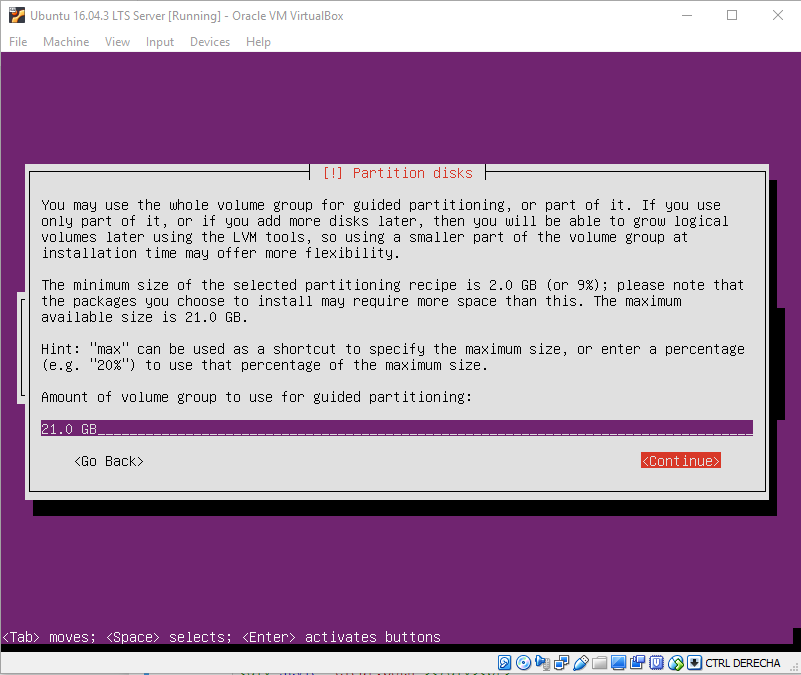 Ubuntu 16.04.3 LTS Server [Running] - Oracle VM VirtualBox
File Machine View Input Devices Help
[!] Partition disks
You may use the whole volume group for guided partitioning, or part of it. If you use
only part of it, or if you add more disks later, then you will be able to grow logical
volumes later using the LVM tools, so using a smaller part of the volume group at
installation time may offer more flexibility.
The minimum size of the selected partitioning recipe is 2.0 GB (or 9%); please note that
the packages you choose to install may require more space than this. The maximum
available size is 21.0 GB.
Hint: "max" can be used as a shortcut to specify the maximum size, or enter a percentage
(e.g. "20%") to use that percentage of the maximum size.
Amount of volume group to use for guided partitioning:
21.0 GB
<Go Back> <Continue>
<Tab> moves; <Space> selects; <Enter> activates buttons
CTRL DERECHA